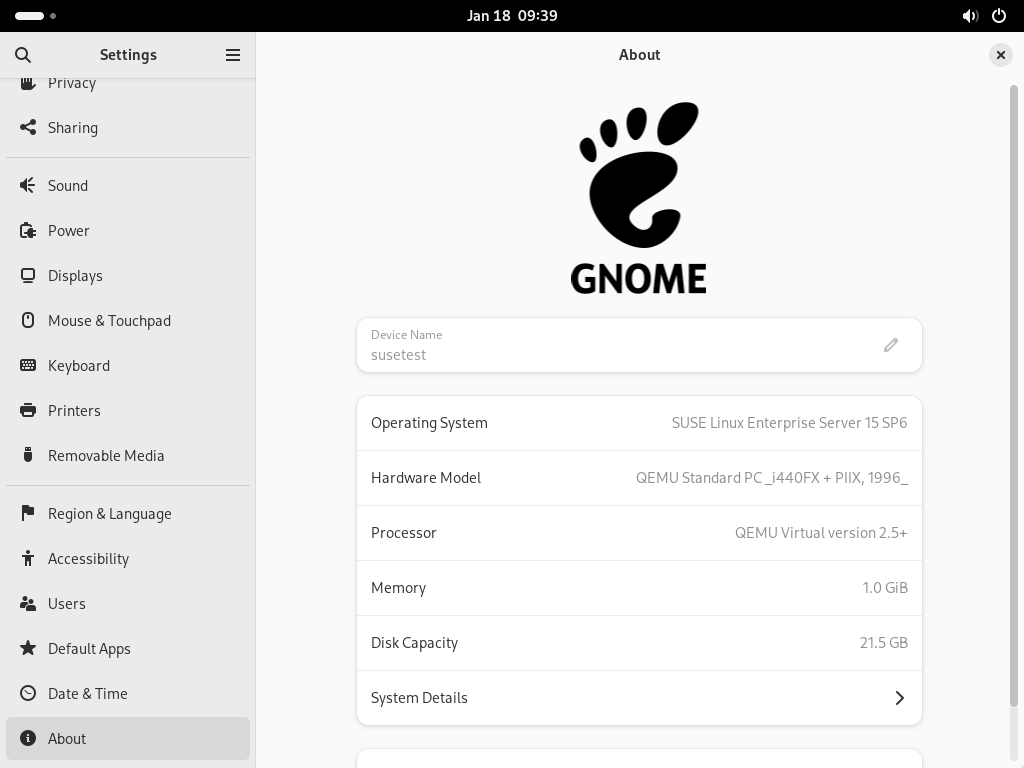 Jan 18 09:39
Settings
About
Privacy
Sharing
Sound
Power
Displays
Mouse & Touchpad
Keyboard
Printers
Removable Media
Region & Language
Accessibility
Users
Default Apps
Date & Time
About
GNOME
Device Name
susetest
Operating System SUSE Linux Enterprise Server 15 SP6
Hardware Model QEMU Standard PC _i440FX + PIIX, 1996_
Processor QEMU Virtual version 2.5+
Memory 1.0 GiB
Disk Capacity 21.5 GB
System Details